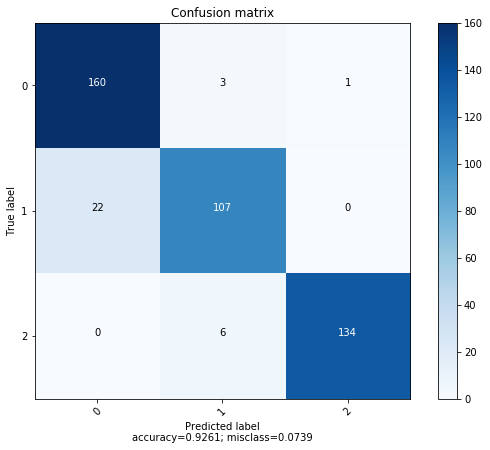 Confusion matrix
160
0
160 3 1
140
120
100
True label
1
22 107 0
80
60
40
2
0 6 134
20
0
0 1 2
Predicted label
accuracy=0.9261; misclass=0.0739